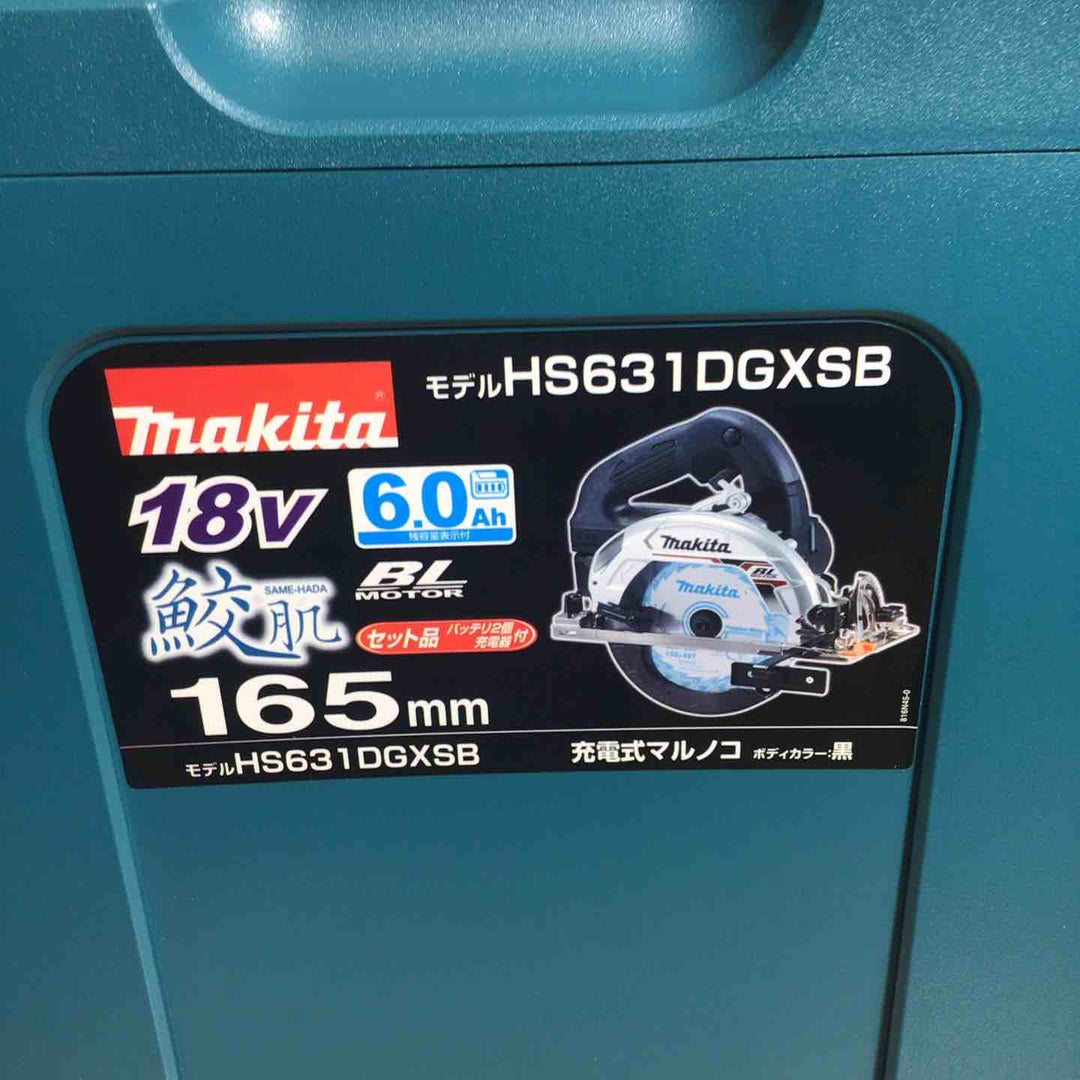 makita®
モデルHS631DGXSB
18V
6.0Ah
残容量表示付
鮫肌
SAME-HADA
BL
MOTOR
セット品 バッテリ2個 充電器 付
165mm
makita
BL
makita
816N4S-0
モデルHS631DGXSB
充電式マルノコ ボディカラー:黒